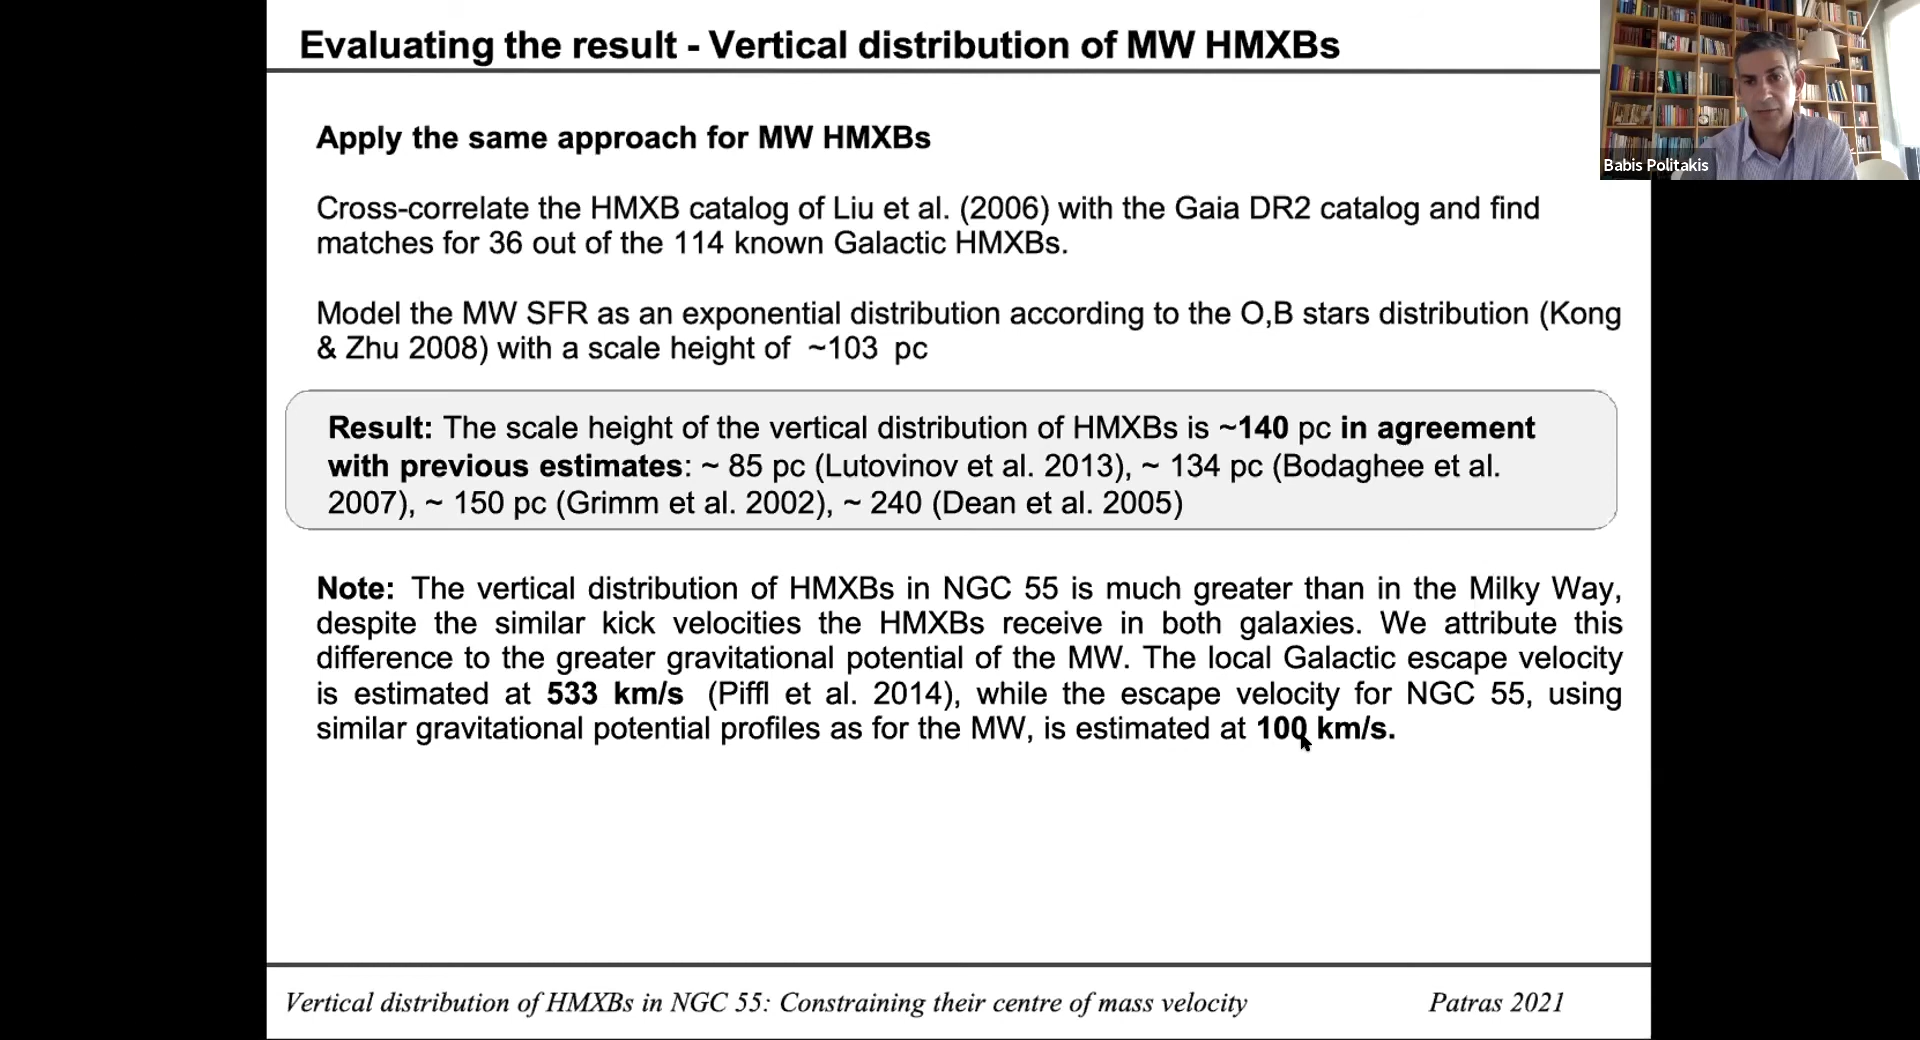 Evaluating the result - Vertical distribution of MW HMXBs
Babis Politakis
Apply the same approach for MW HMXBs
Cross-correlate the HMXB catalog of Liu et al. (2006) with the Gaia DR2 catalog and find
matches for 36 out of the 114 known Galactic HMXBs.
Model the MW SFR as an exponential distribution according to the O,B stars distribution (Kong
& Zhu 2008) with a scale height of ~103 pc
Result: The scale height of the vertical distribution of HMXBs is ~140 pc in agreement
with previous estimates: ~ 85 pc (Lutovinov et al. 2013), ~ 134 pc (Bodaghee et al.
2007), ~ 150 pc (Grimm et al. 2002), ~ 240 (Dean et al. 2005)
Note: The vertical distribution of HMXBs in NGC 55 is much greater than in the Milky Way,
despite the similar kick velocities the HMXBs receive in both galaxies. We attribute this
difference to the greater gravitational potential of the MW. The local Galactic escape velocity
is estimated at 533 km/s (Piffl et al. 2014), while the escape velocity for NGC 55, using
similar gravitational potential profiles as for the MW, is estimated at 100 km/s.
Vertical distribution of HMXBs in NGC 55: Constraining their centre of mass velocity
Patras 2021